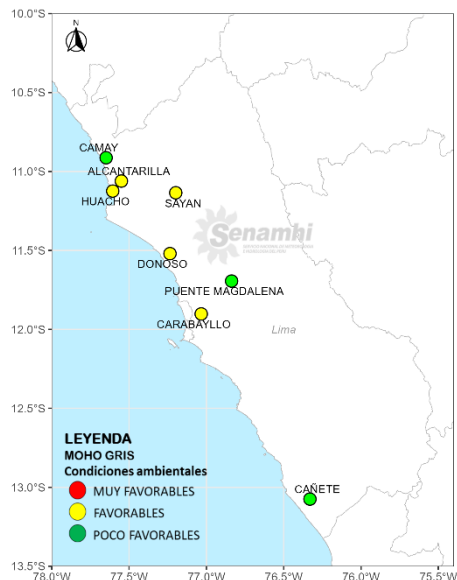 10.0°S
N
10.5°S
CAMAY
11.0°S
ALCANTARILLA
HUACHO
SAYAN
Senamhi
11.5°S
DONOSO
PUENTE MAGDALENA
CARABAYLLO
12.0°S
Lima
12.5°S
LEYENDA
MOHO GRIS
Condiciones ambientales
MUY FAVORABLES
FAVORABLES
POCO FAVORABLES
CAÑETE
13.0°S
13.5°S
78.0°W 77.5°W 77.0°W 76.5°W 76.0°W 75.5°W